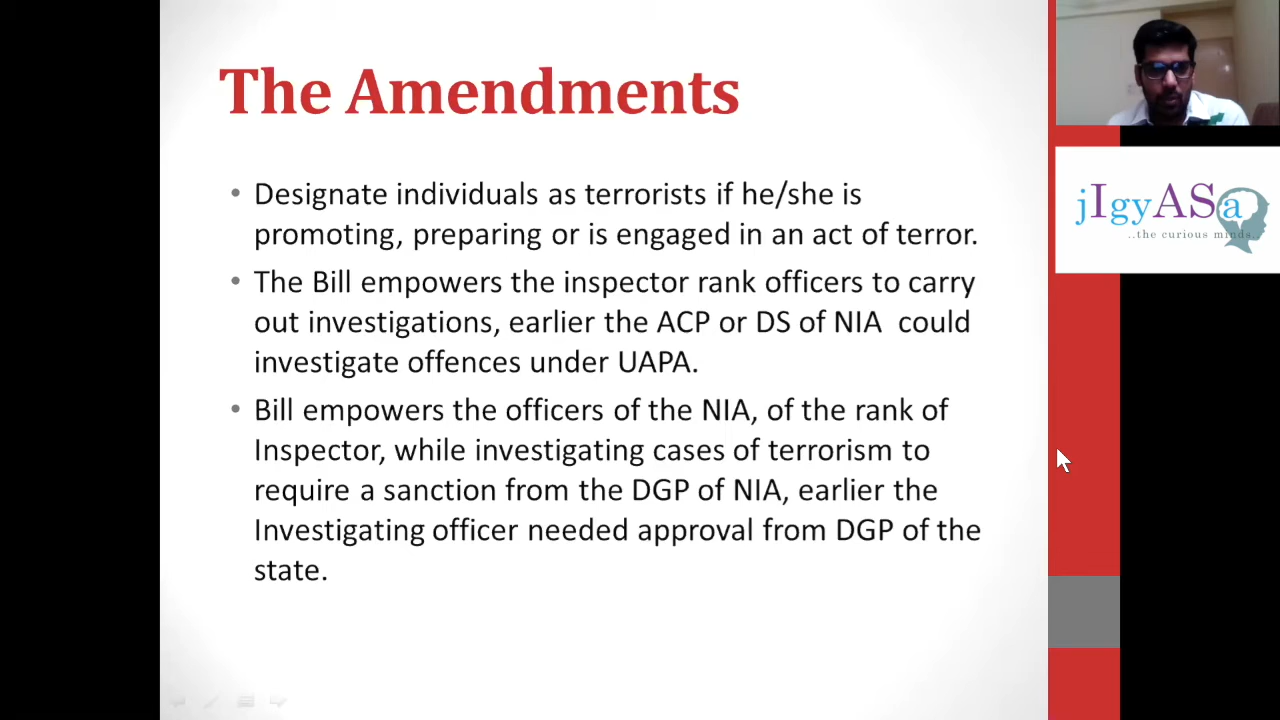 The Amendments
• Designate individuals as terrorists if he/she is
promoting, preparing or is engaged in an act of terror.
• The Bill empowers the inspector rank officers to carry
out investigations, earlier the ACP or DS of NIA could
investigate offences under UAPA.
• Bill empowers the officers of the NIA, of the rank of
Inspector, while investigating cases of terrorism to
require a sanction from the DGP of NIA, earlier the
Investigating officer needed approval from DGP of the
state.
jIgyASa
..the curious minds..